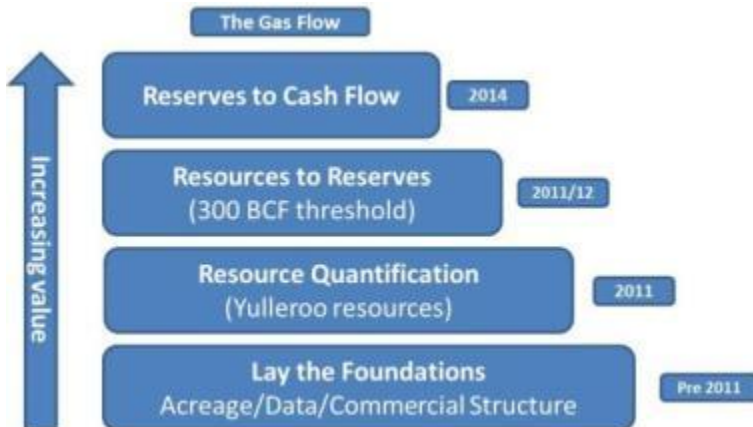 The Gas Flow
Reserves to Cash Flow
2014
Resources to Reserves
(300 BCF threshold)
2011/12
Resource Quantification
(Yulleroo resources)
2011
Lay the Foundations
Acreage/Data/Commercial Structure
Pre 2011
Increasing value